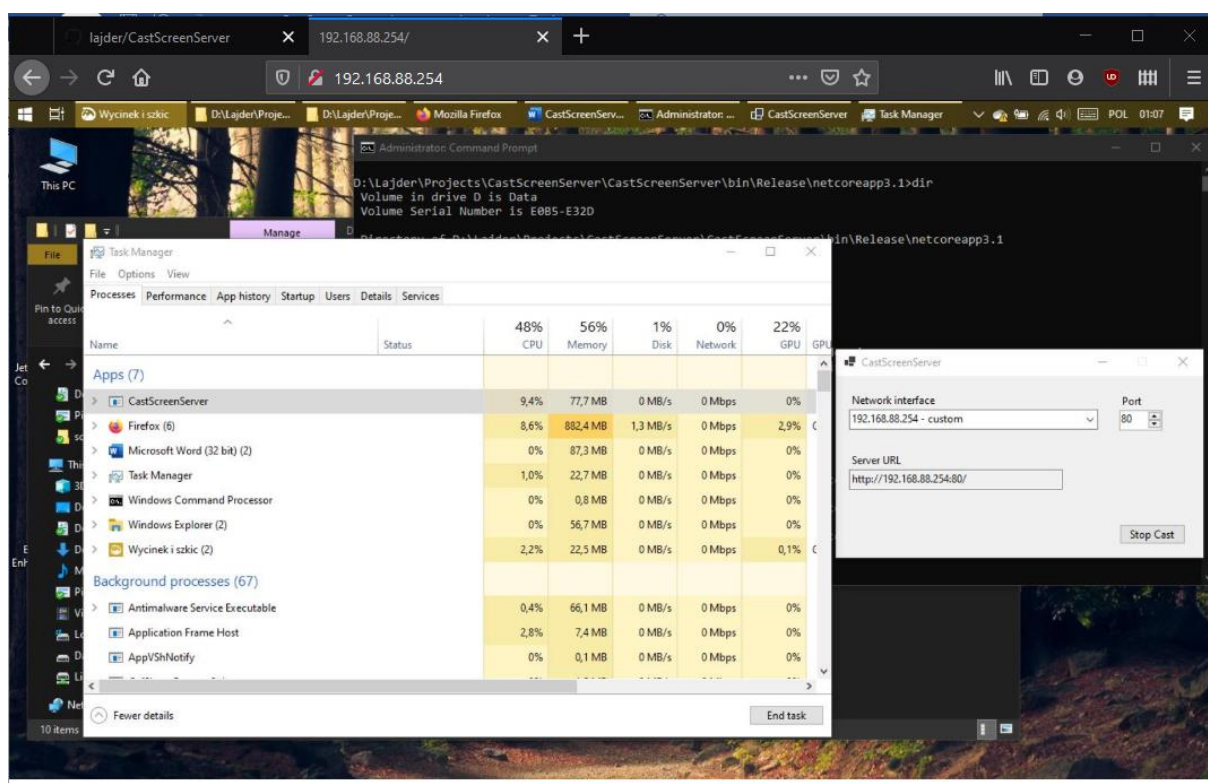 lajder/CastScreenServer
192.168.88.254/
192.168.88.254
Wycinek i szkic D:\Lajder\Proje... D:\Lajder\Proje... Mozilla Firefox CastScreenServ... Administrator: ... CastScreenServer Task Manager POL 01:07
This PC
Administrator: Command Prompt
D:\Lajder\Projects\CastScreenServer\CastScreenServer\bin\Release\netcoreapp3.1>dir
Volume in drive D is Data
Volume Serial Number is E0B5-E32D
Directory of D:\Lajder\Projects\CastScreenServer\CastScreenServer\bin\Release\netcoreapp3.1
Manage
File
Pin to Quic
access
Task Manager
File Options View
Processes Performance App history Startup Users Details Services
48% 56% 1% 0% 22%
Name Status CPU Memory Disk Network GPU GPU
Apps (7)
CastScreenServer 9,4% 77,7 MB 0 MB/s 0 Mbps 0%
Firefox (6) 8,6% 882,4 MB 1,3 MB/s 0 Mbps 2,9%
Microsoft Word (32 bit) (2) 0% 87,3 MB 0 MB/s 0 Mbps 0%
Task Manager 1,0% 22,7 MB 0 MB/s 0 Mbps 0%
Windows Command Processor 0% 0,8 MB 0 MB/s 0 Mbps 0%
Windows Explorer (2) 0% 56,7 MB 0 MB/s 0 Mbps 0%
Wycinek i szkic (2) 2,2% 22,5 MB 0 MB/s 0 Mbps 0,1%
Background processes (67)
Antimalware Service Executable 0,4% 66,1 MB 0 MB/s 0 Mbps 0%
Application Frame Host 2,8% 7,4 MB 0 MB/s 0 Mbps 0%
AppVShNotify 0% 0,1 MB 0 MB/s 0 Mbps 0%
Fewer details
End task
10 items
CastScreenServer
Network interface Port
192.168.88.254 - custom 80
Server URL
http://192.168.88.254:80/
Stop Cast